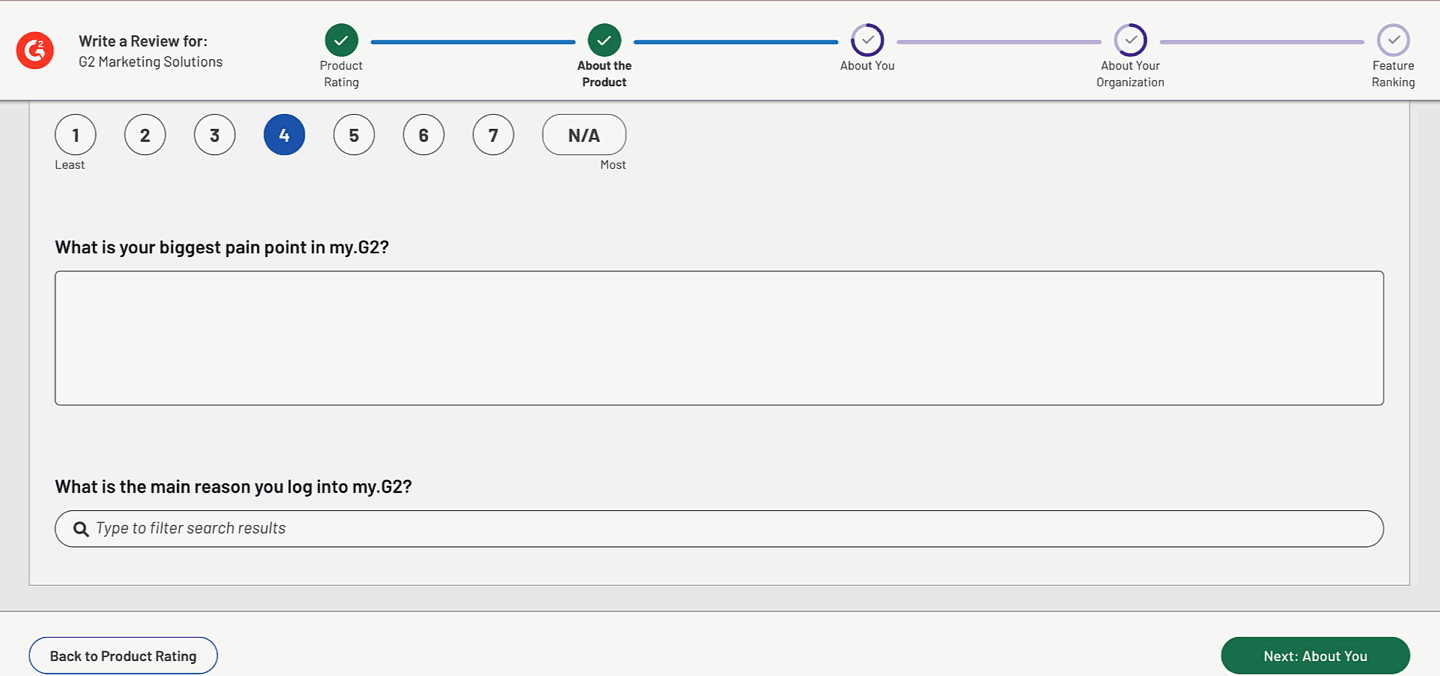 G2
Write a Review for:
G2 Marketing Solutions
Product
Rating
About the
Product
About You
About Your
Organization
Feature
Ranking
1 2 3 4 5 6 7 N/A
Least Most
What is your biggest pain point in my.G2?
What is the main reason you log into my.G2?
Type to filter search results
Back to Product Rating
Next: About You